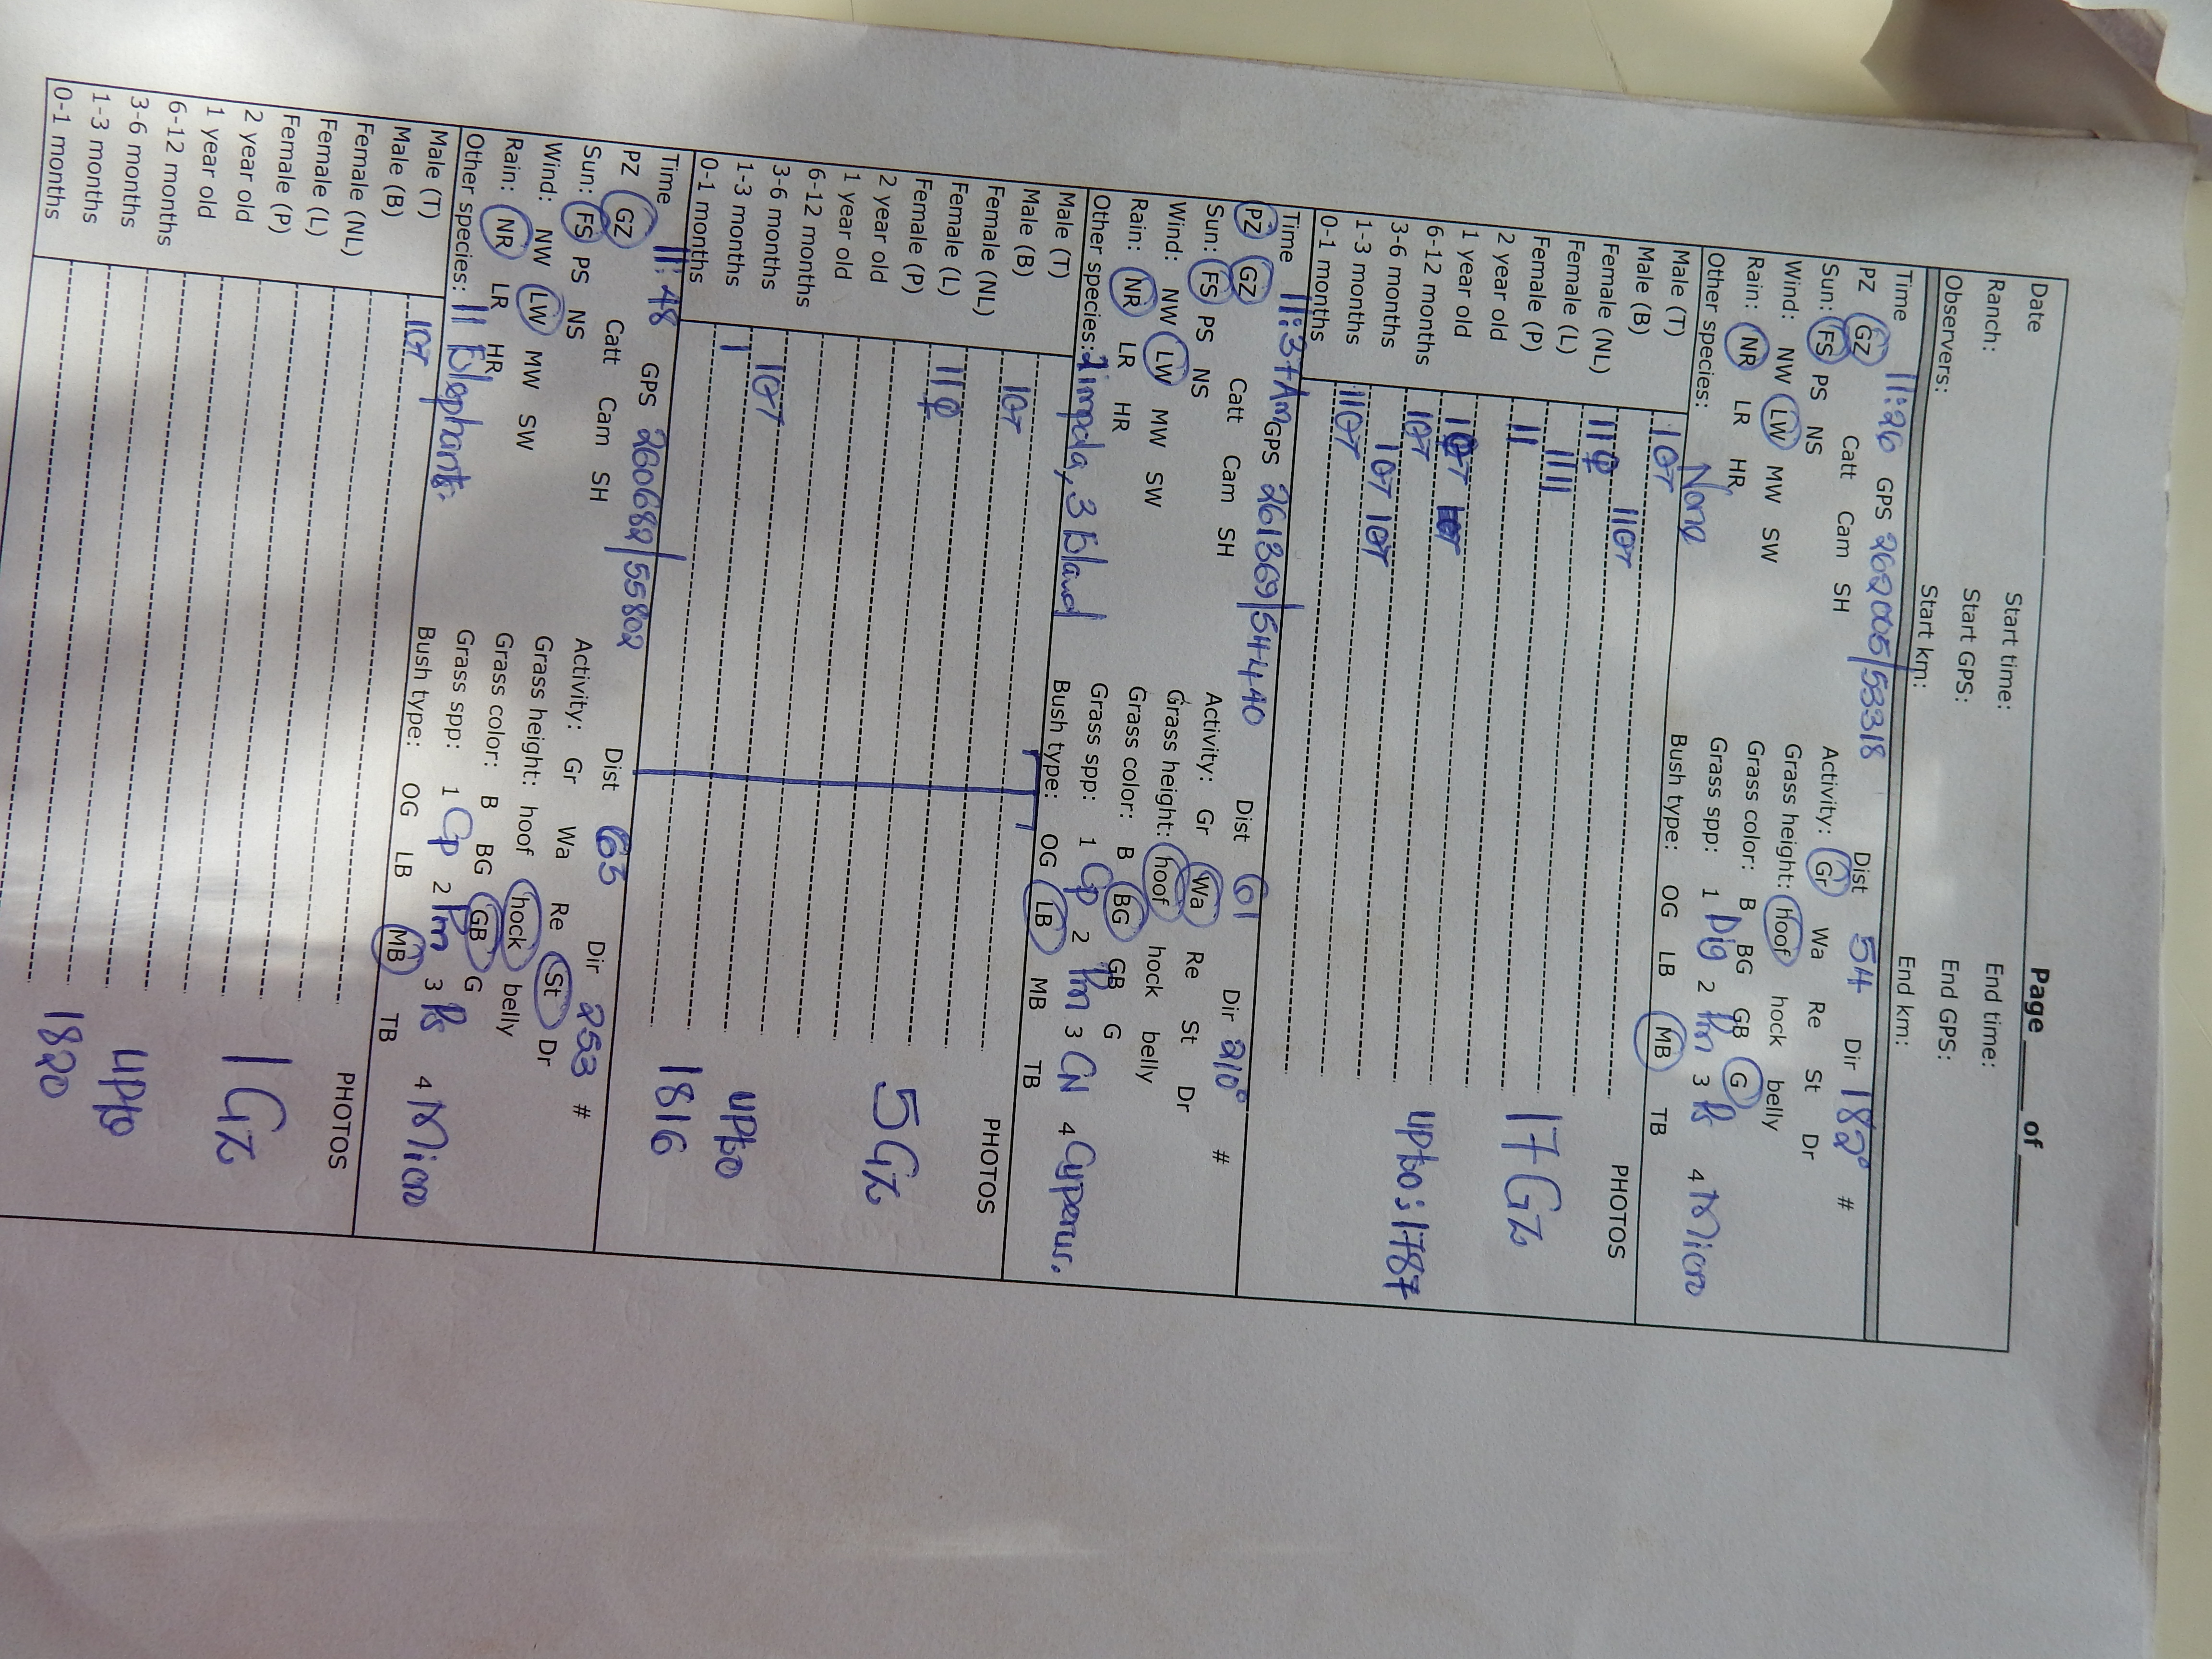 Page _____ of _____
Date
Start time:
End time:
Ranch:
Start GPS:
End GPS:
Observers:
Start km:
End km:
Time 11:26 GPS 262005/53318 Dist 54 Dir 182° #
PZ GZ Catt Cam SH Activity: Gr Wa Re St Dr
Sun: FS PS NS Grass height: hoof hock belly
Wind: NW LW MW SW Grass color: B BG GB G
Rain: NR LR HR Grass spp: 1 Dig 2 Pm 3 Ps 4 Micro
Other species: None Bush type: OG LB MB TB
Male (T) 1♂
PHOTOS
Male (B) 11♂
Female (NL) 11♀
Female (L) 1111
17 Gz
Female (P) 11
2 year old
1 year old
upto: 1787
6-12 months 1♂
3-6 months 1♂ 1♂
1-3 months 11♂
0-1 months
Time 11:37Am GPS 261369/54440 Dist 61 Dir 210° #
PZ GZ Catt Cam SH Activity: Gr Wa Re St Dr
Sun: FS PS NS Grass height: hoof hock belly
Wind: NW LW MW SW Grass color: B BG GB G
Rain: NR LR HR Grass spp: 1 Cp 2 Pm 3 CN 4 Cyperus.
Other species: impala, 3 Eland Bush type: OG LB MB TB
Male (T)
PHOTOS
Male (B) 1♂
Female (NL)
Female (L) 11♀
5 Gz
Female (P)
2 year old
1 year old
6-12 months
3-6 months 1♂
upto
1-3 months 1
1816
0-1 months
Time 11:48 GPS 260682/55802 Dist 63 Dir 253 #
PZ GZ Catt Cam SH Activity: Gr Wa Re St Dr
Sun: FS PS NS Grass height: hoof hock belly
Wind: NW LW MW SW Grass color: B BG GB G
Rain: NR LR HR Grass spp: 1 Cp 2 Pm 3 Ps 4 Micro
Other species: 11 Elephants. Bush type: OG LB MB TB
Male (T) 1♂
PHOTOS
Male (B)
Female (NL)
Female (L)
1 Gz
Female (P)
2 year old
1 year old
6-12 months
upto
3-6 months
1820
1-3 months
0-1 months